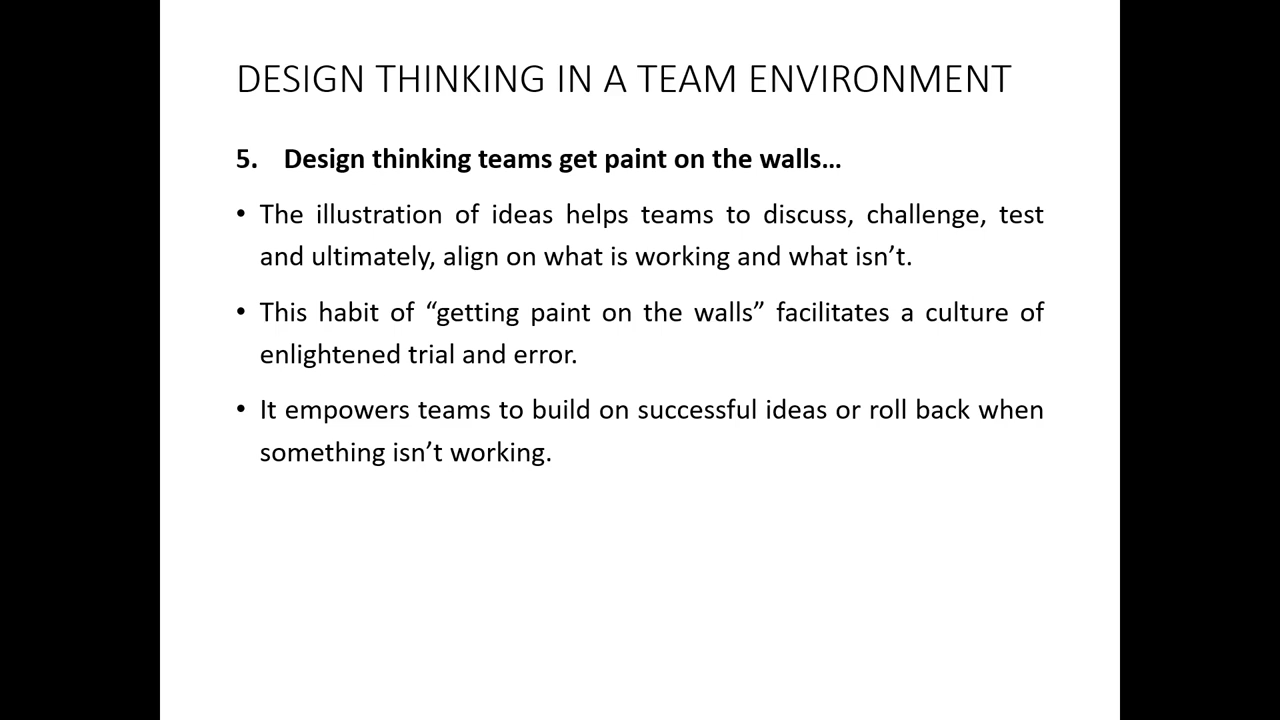 DESIGN THINKING IN A TEAM ENVIRONMENT
5. Design thinking teams get paint on the walls…
• The illustration of ideas helps teams to discuss, challenge, test
and ultimately, align on what is working and what isn’t.
• This habit of “getting paint on the walls” facilitates a culture of
enlightened trial and error.
• It empowers teams to build on successful ideas or roll back when
something isn’t working.